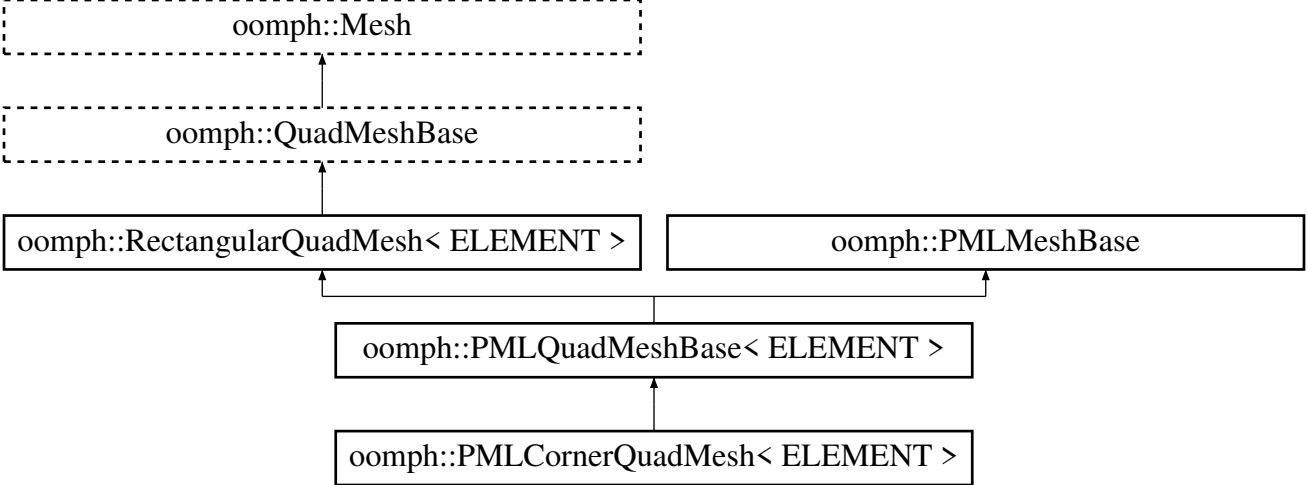 oomph::Mesh
oomph::QuadMeshBase
oomph::RectangularQuadMesh< ELEMENT >
oomph::PMLMeshBase
oomph::PMLQuadMeshBase< ELEMENT >
oomph::PMLCornerQuadMesh< ELEMENT >